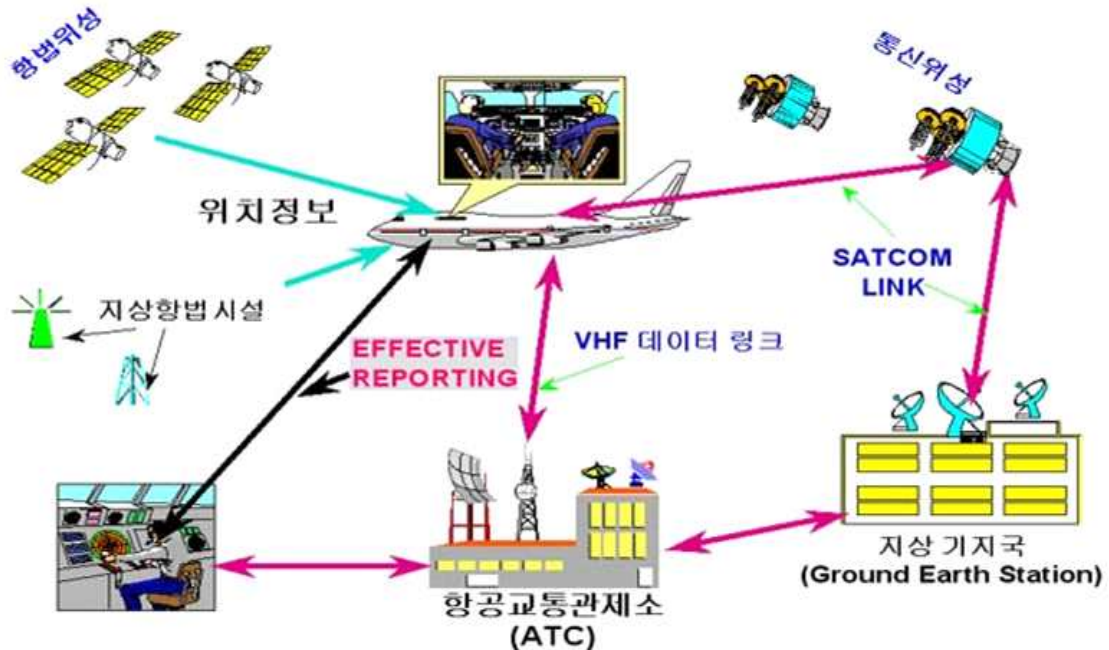 항법위성
통신위성
위치정보
SATCOM
LINK
지상항법 시설
EFFECTIVE
REPORTING
VHF 데이터 링크
지상 기지국
(Ground Earth Station)
항공교통관제소
(ATC)